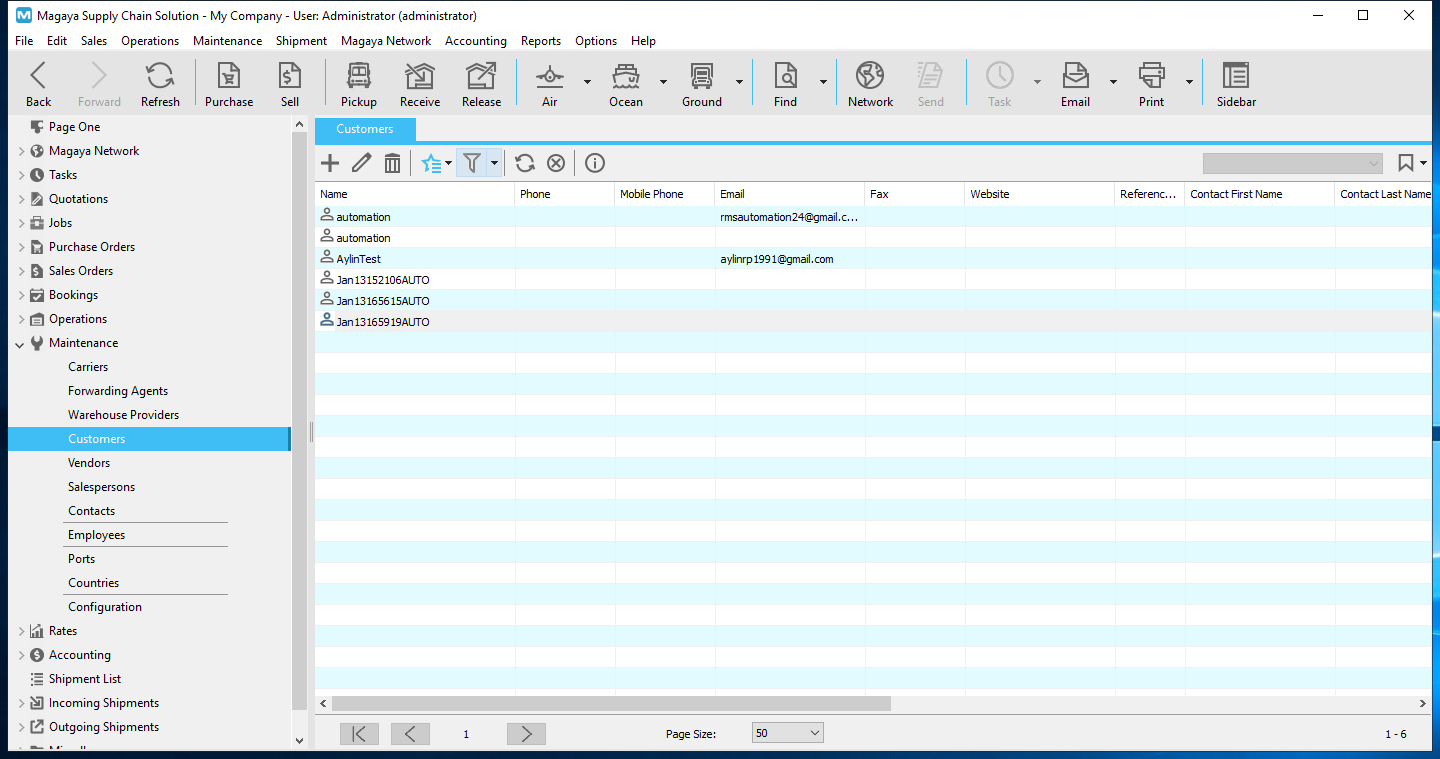 Magaya Supply Chain Solution - My Company - User: Administrator (administrator)
File Edit Sales Operations Maintenance Shipment Magaya Network Accounting Reports Options Help
Back Forward Refresh Purchase Sell Pickup Receive Release Air Ocean Ground Find Network Send Task Email Print Sidebar
Page One
Magaya Network
Tasks
Quotations
Jobs
Purchase Orders
Sales Orders
Bookings
Operations
Maintenance
Carriers
Forwarding Agents
Warehouse Providers
Customers
Vendors
Salespersons
Contacts
Employees
Ports
Countries
Configuration
Rates
Accounting
Shipment List
Incoming Shipments
Outgoing Shipments
Customers
Name Phone Mobile Phone Email Fax Website Referenc... Contact First Name Contact Last Name
automation rmsautomation24@gmail.c...
automation
AylinTest aylinrp1991@gmail.com
Jan13152106AUTO
Jan13165615AUTO
Jan13165919AUTO
1 Page Size: 50 1 - 6